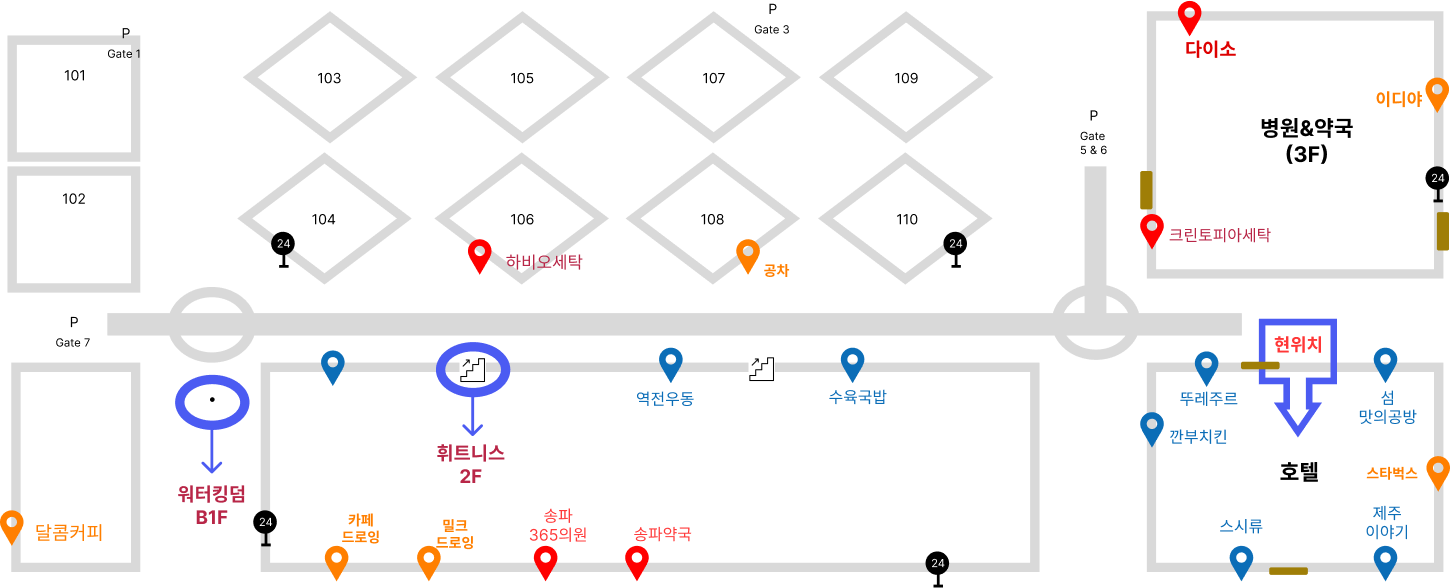 P
Gate 1
101
102
103
105
P
Gate 3
107
109
104
24
106
하비오세탁
108
공차
110
24
P
Gate
5 & 6
다이소
이디야
병원&약국
(3F)
24
크린토피아세탁
P
Gate 7
달콤커피
워터킹덤
B1F
휘트니스
2F
역전우동
수육국밥
24
카페
드로잉
밀크
드로잉
송파
365의원
송파약국
24
현위치
뚜레주르
섬
맛의공방
깐부치킨
호텔
스타벅스
스시류
제주
이야기